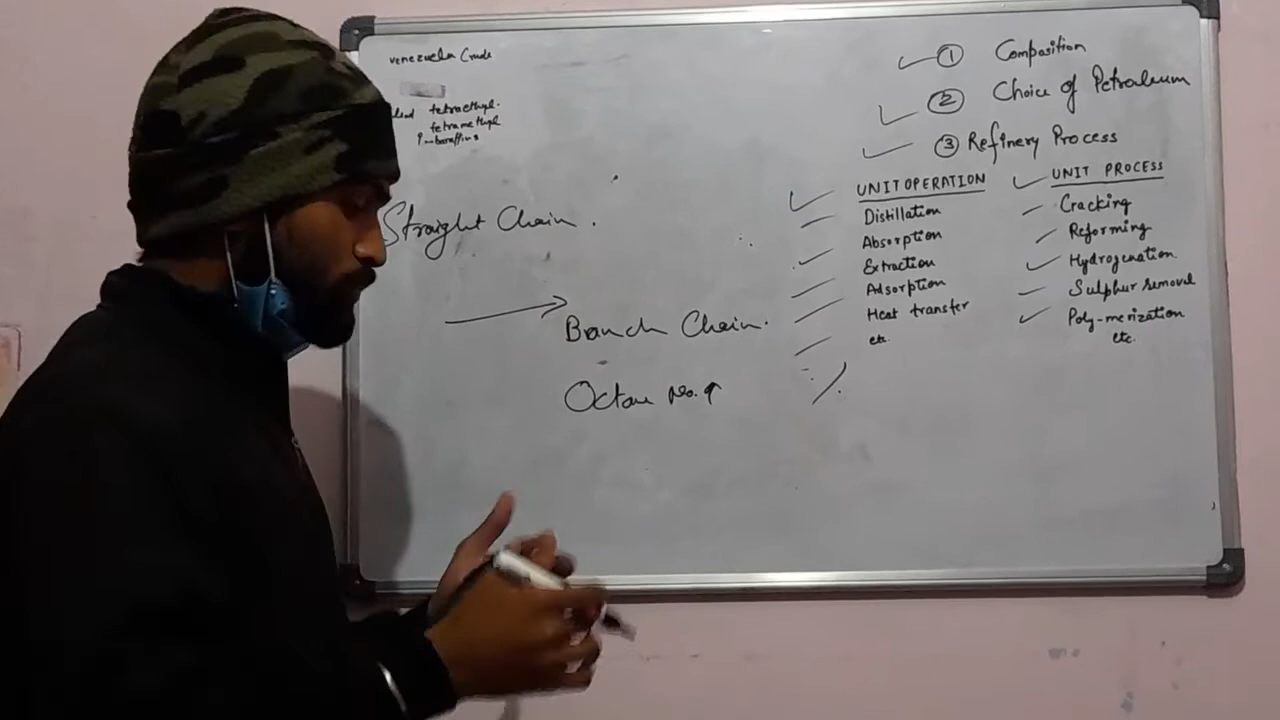 venezuela Crude
lead tetraethyl.
tetramethyl
Straight Chain.
Branch Chain.
Octane No. ↑
① Composition
② Choice of Petroleum
③ Refinery Process
UNIT OPERATION
Distillation
Absorption
Extraction
Adsorption
Heat transfer
etc.
UNIT PROCESS
Cracking
Reforming
Hydrogenation
Sulphur removal
Poly-merization
etc.